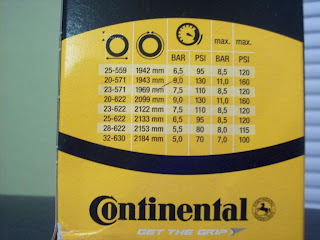 max. max.
BAR PSI BAR PSI
25-559 1942 mm 6,5 95 8,5 120
20-571 1943 mm 9,0 130 11,0 160
23-571 1969 mm 7,5 110 8,5 120
20-622 2099 mm 9,0 130 11,0 160
23-622 2122 mm 7,5 110 8,5 120
25-622 2133 mm 6,5 95 8,5 120
28-622 2153 mm 5,5 80 8,0 115
32-630 2184 mm 5,0 70 7,0 100
Continental
GET THE GRIP